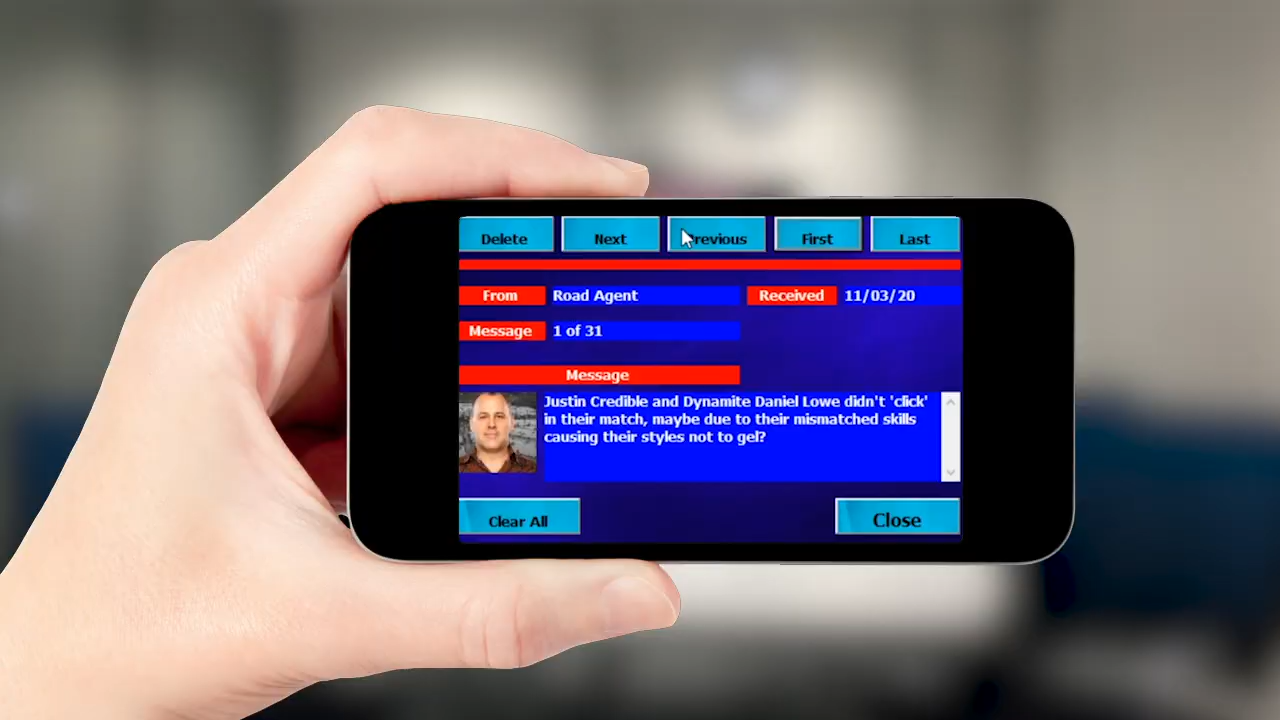 Delete Next Previous First Last
From Road Agent Received 11/03/20
Message 1 of 31
Message
Justin Credible and Dynamite Daniel Lowe didn't 'click'
in their match, maybe due to their mismatched skills
causing their styles not to gel?
Clear All Close